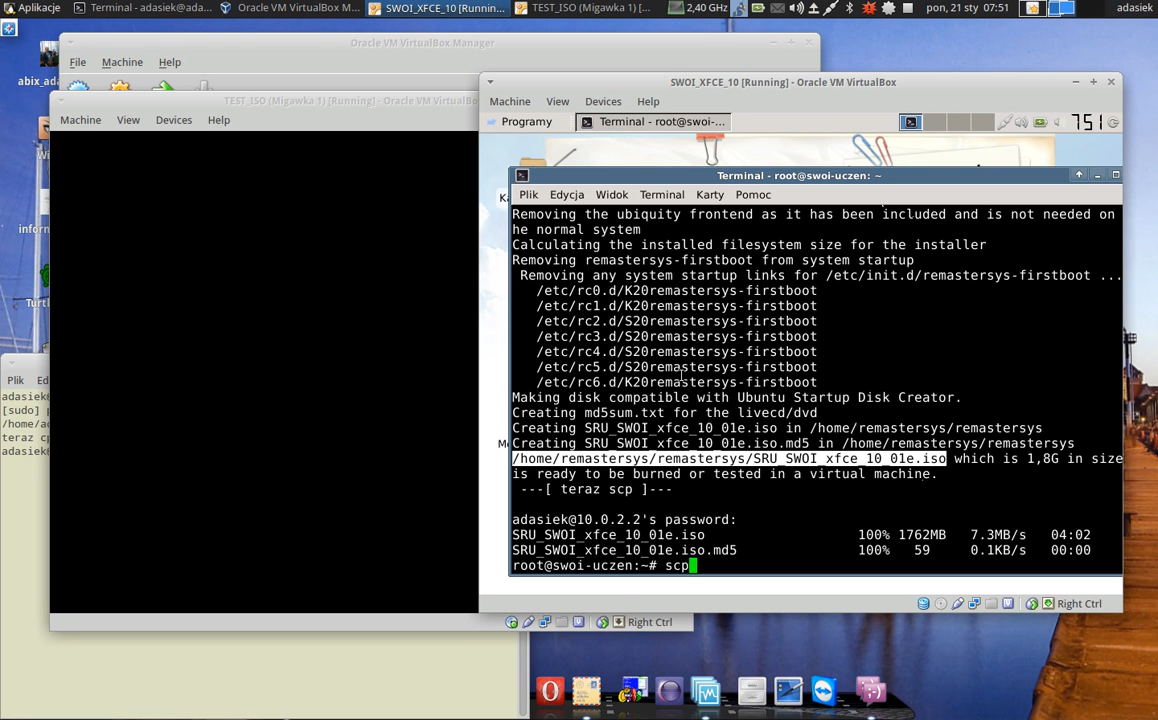 Aplikacje
Terminal - adasiek@ada...
Oracle VM VirtualBox M...
SWOI_XFCE_10 [Runnin...
TEST_ISO (Migawka 1) [...
2,40 GHz
pon, 21 sty 07:51
adasiek
abix_ad
Oracle VM VirtualBox Manager
File Machine Help
TEST_ISO (Migawka 1) [Running] - Oracle VM VirtualBo
Machine View Devices Help
Wi
inforn
Turtl
Plik Ed
adasie
[sudo] p
/home/ad
teraz cp
adasiek
Right Ctrl
SWOI_XFCE_10 [Running] - Oracle VM VirtualBox
Machine View Devices Help
Programy
Terminal - root@swoi-...
751
Ka
Mo
Terminal - root@swoi-uczen: ~
Plik Edycja Widok Terminal Karty Pomoc
Removing the ubiquity frontend as it has been included and is not needed on
he normal system
Calculating the installed filesystem size for the installer
Removing remastersys-firstboot from system startup
Removing any system startup links for /etc/init.d/remastersys-firstboot ...
/etc/rc0.d/K20remastersys-firstboot
/etc/rc1.d/K20remastersys-firstboot
/etc/rc2.d/S20remastersys-firstboot
/etc/rc3.d/S20remastersys-firstboot
/etc/rc4.d/S20remastersys-firstboot
/etc/rc5.d/S20remastersys-firstboot
/etc/rc6.d/K20remastersys-firstboot
Making disk compatible with Ubuntu Startup Disk Creator.
Creating md5sum.txt for the livecd/dvd
Creating SRU_SWOI_xfce_10_01e.iso in /home/remastersys/remastersys
Creating SRU_SWOI_xfce_10_01e.iso.md5 in /home/remastersys/remastersys
/home/remastersys/remastersys/SRU_SWOI_xfce_10_01e.iso which is 1,8G in size
is ready to be burned or tested in a virtual machine.
---[ teraz scp ]---
adasiek@10.0.2.2's password:
SRU_SWOI_xfce_10_01e.iso 100% 1762MB 7.3MB/s 04:02
SRU_SWOI_xfce_10_01e.iso.md5 100% 59 0.1KB/s 00:00
root@swoi-uczen:~# scp
Right Ctrl